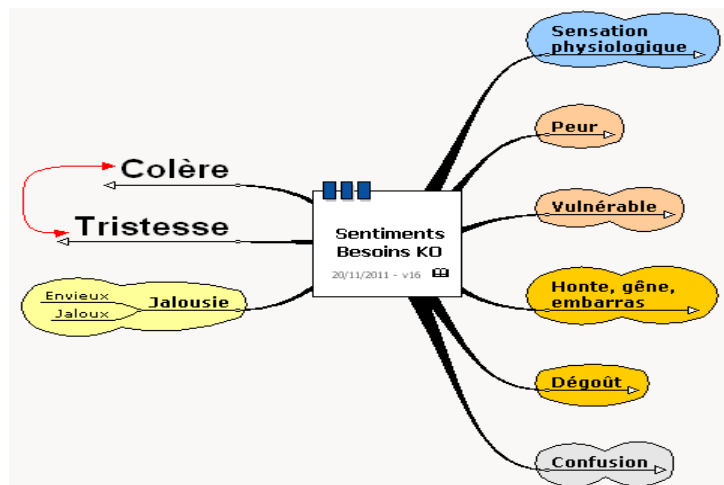 Sensation
physiologique
Peur
Colère
Vulnérable
Tristesse
Sentiments
Besoins KO
20/11/2011 - v16
Envieux
Jaloux
Jalousie
Honte, gêne,
embarras
Dégoût
Confusion